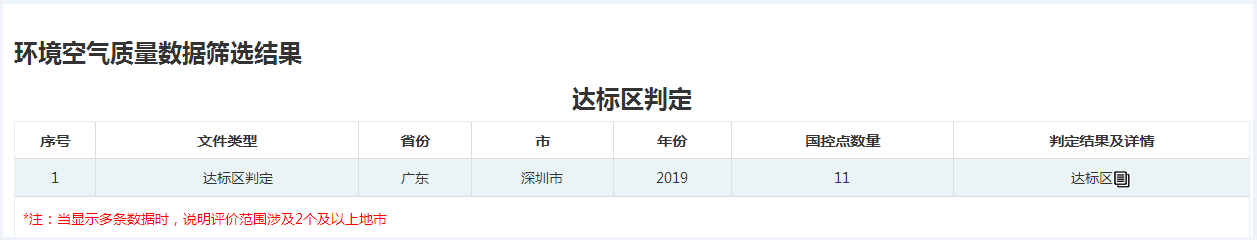 环境空气质量数据筛选结果
达标区判定
序号 文件类型 省份 市 年份 国控点数量 判定结果及详情
1 达标区判定 广东 深圳市 2019 11 达标区
*注：当显示多条数据时，说明评价范围涉及2个及以上地市